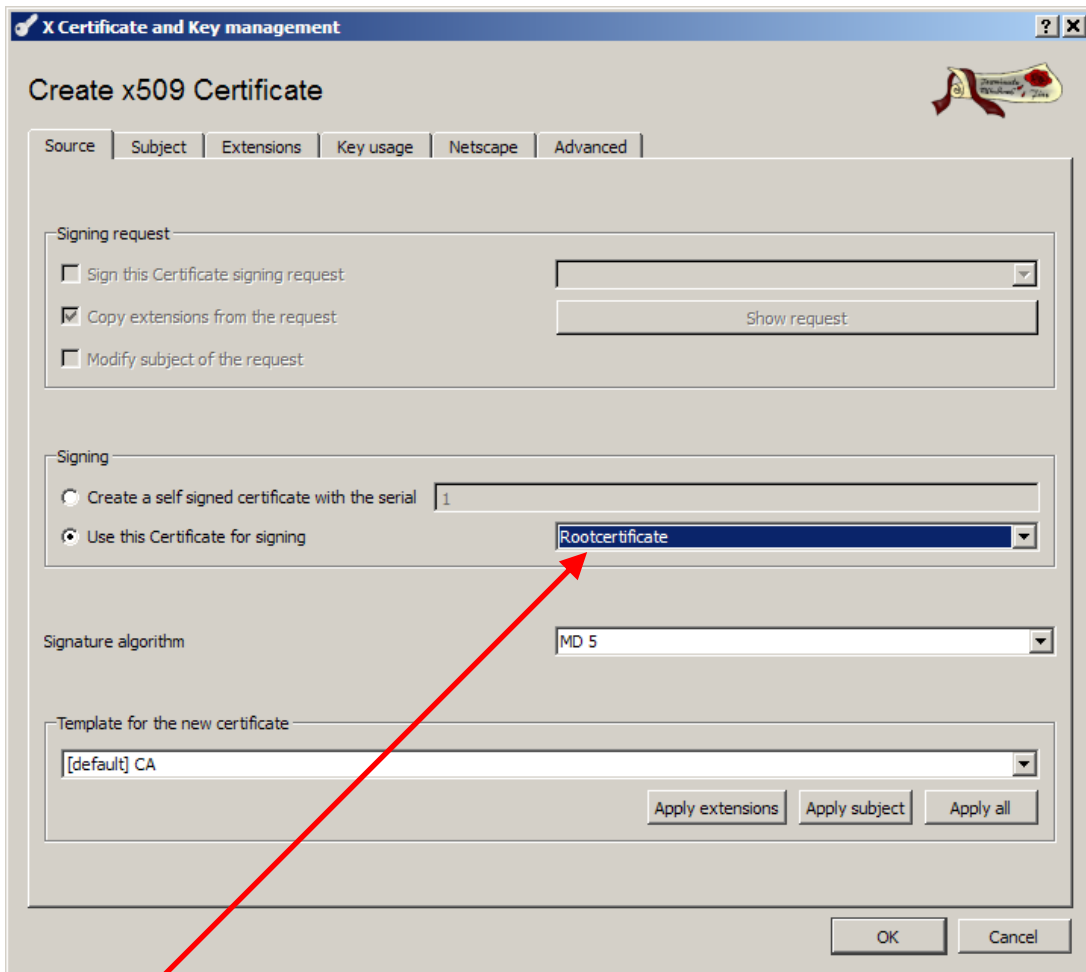 X Certificate and Key management
Create x509 Certificate
Source Subject Extensions Key usage Netscape Advanced
Signing request
Sign this Certificate signing request
Copy extensions from the request Show request
Modify subject of the request
Signing
Create a self signed certificate with the serial 1
Use this Certificate for signing Rootcertificate
Signature algorithm MD 5
Template for the new certificate
[default] CA
Apply extensions Apply subject Apply all
OK Cancel